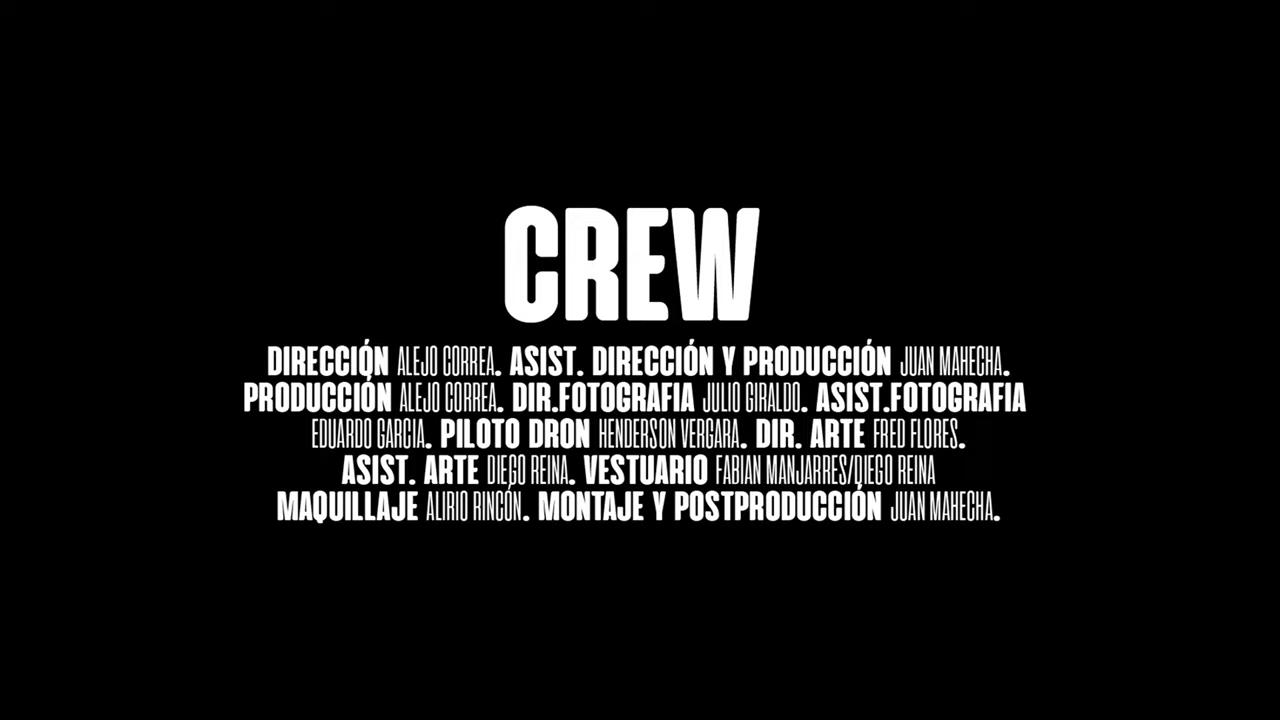 CREW
DIRECCIÓN ALEJO CORREA. ASIST. DIRECCIÓN Y PRODUCCIÓN JUAN MAHECHA.
PRODUCCIÓN ALEJO CORREA. DIR.FOTOGRAFIA JULIO GIRALDO. ASIST.FOTOGRAFIA
EDUARDO GARCIA. PILOTO DRON HENDERSON VERGARA. DIR. ARTE FRED FLORES.
ASIST. ARTE DIEGO REINA. VESTUARIO FABIAN MANJARRES/DIEGO REINA
MAQUILLAJE ALIRIO RINCÓN. MONTAJE Y POSTPRODUCCIÓN JUAN MAHECHA.